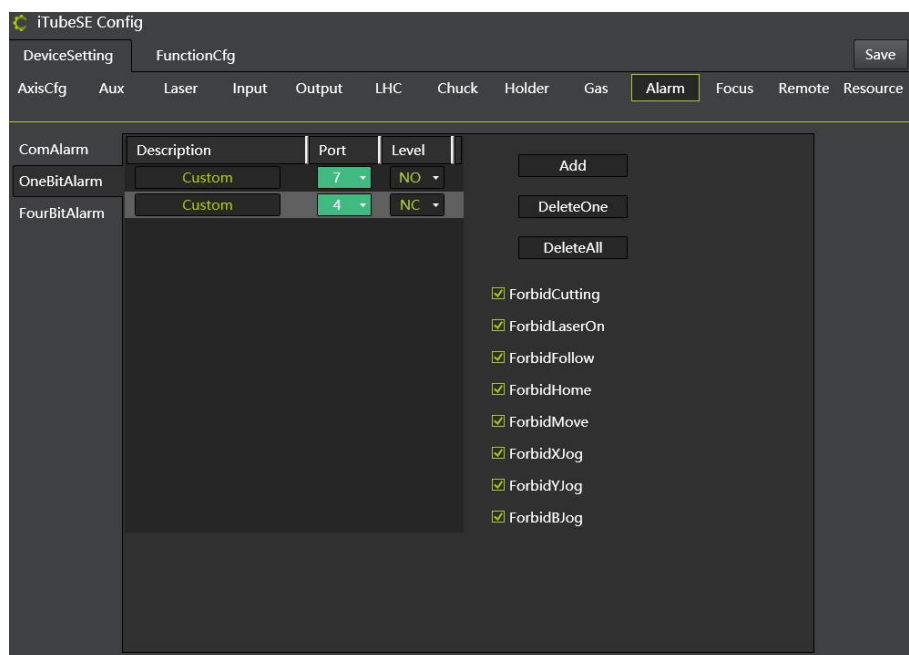 iTubeSE Config
DeviceSetting FunctionCfg Save
AxisCfg Aux Laser Input Output LHC Chuck Holder Gas Alarm Focus Remote Resource
ComAlarm Description Port Level
Add
OneBitAlarm Custom 7 NO
FourBitAlarm Custom 4 NC DeleteOne
DeleteAll
ForbidCutting
ForbidLaserOn
ForbidFollow
ForbidHome
ForbidMove
ForbidXJog
ForbidYJog
ForbidBJog